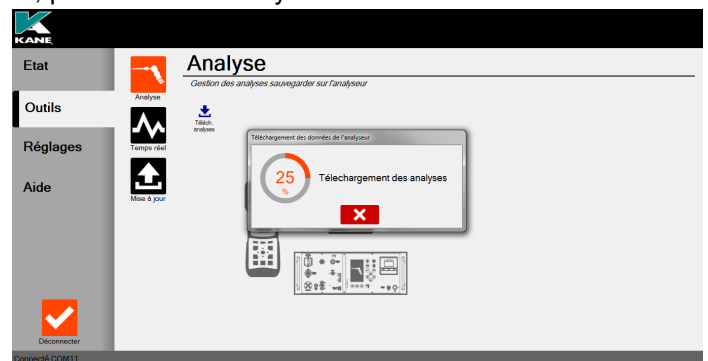 KANE
Etat
Outils
Réglages
Aide
Déconnecter
Connecté COM11
Analyse
Temps réel
Mise à jour
Analyse
Gestion des analyses sauvegarder sur l'analyseur
Téléch.
analyses
Téléchargement des données de l'analyseur
25
%
Télechargement des analyses